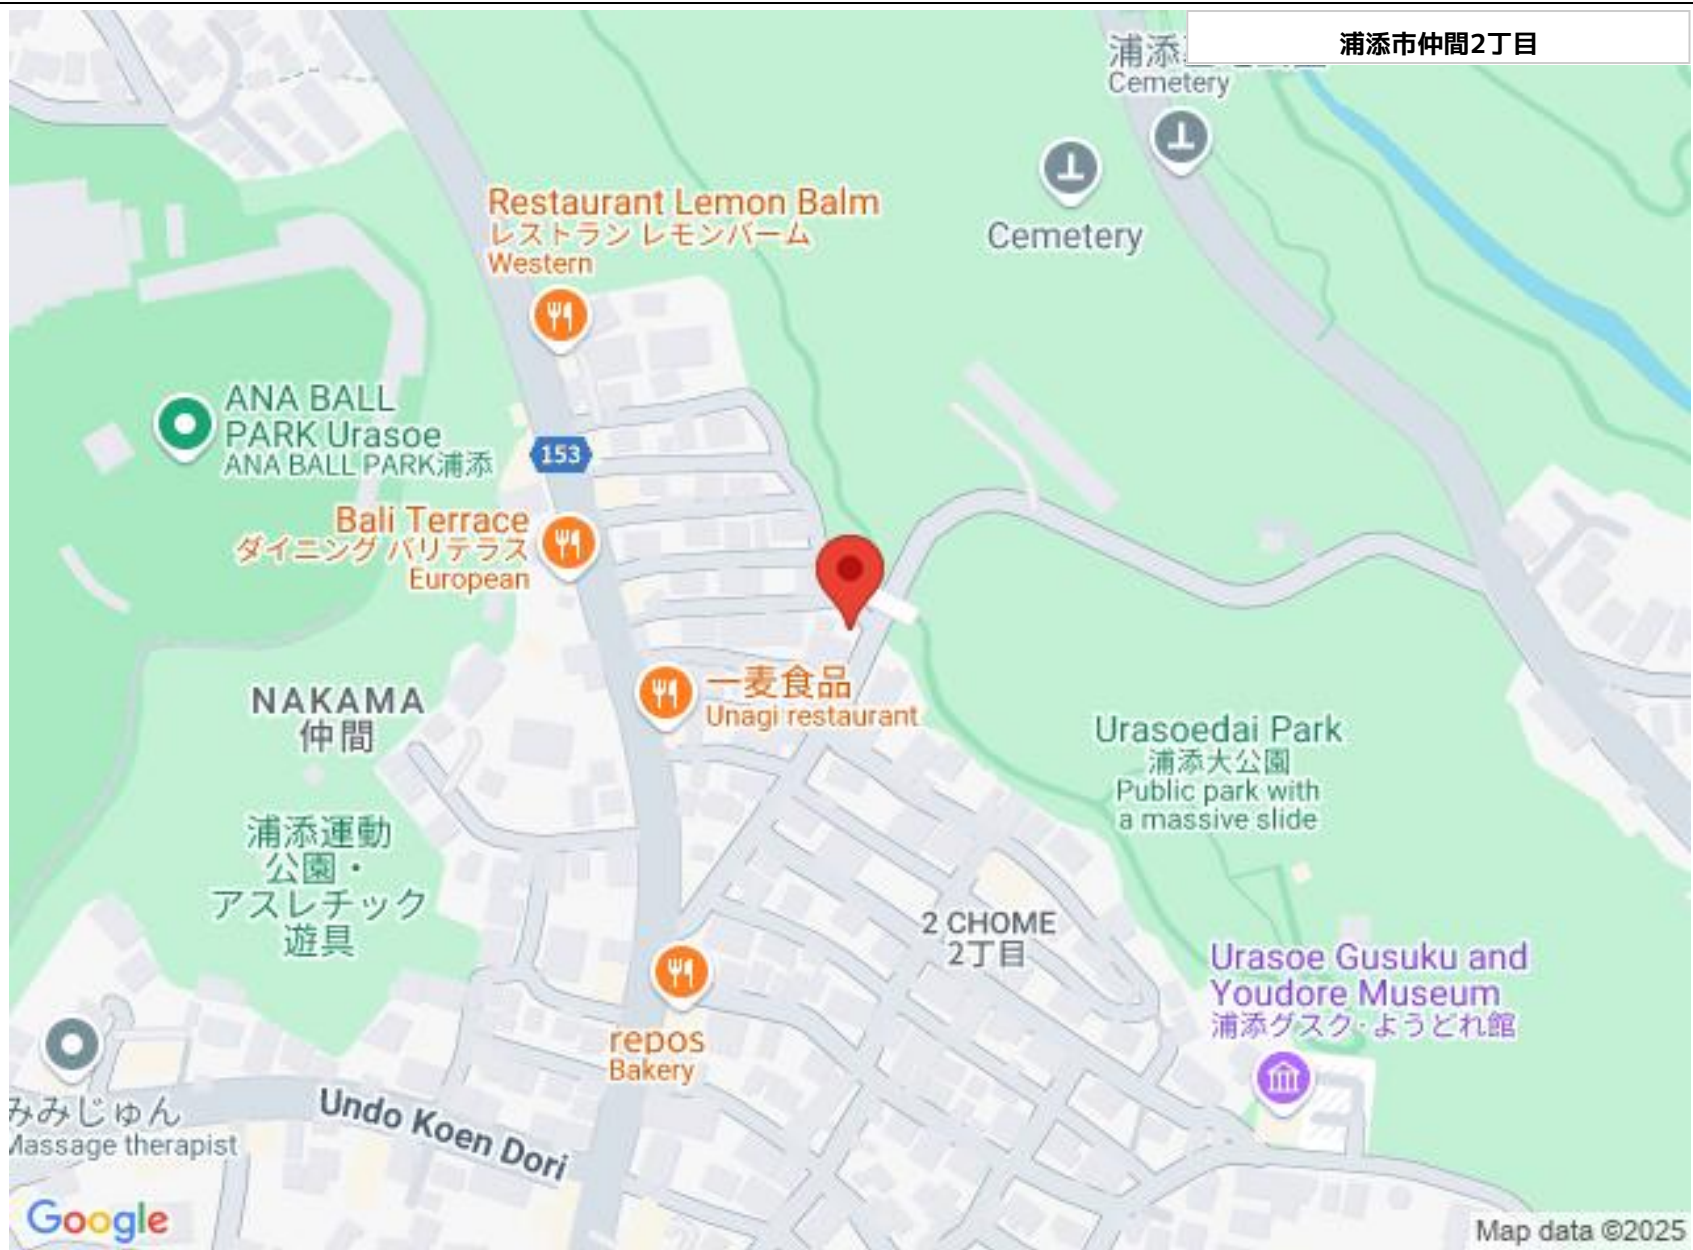 浦添市仲間2丁目
浦添
Cemetery
Cemetery
Restaurant Lemon Balm
レストラン レモンバーム
Western
ANA BALL
PARK Urasoe
ANA BALL PARK浦添
153
Bali Terrace
ダイニング バリテラス
European
一麦食品
Unagi restaurant
NAKAMA
仲間
Urasoedai Park
浦添大公園
Public park with
a massive slide
浦添運動
公園・
アスレチック
遊具
2 CHOME
2丁目
Urasoe Gusuku and
Youdore Museum
浦添グスク・ようどれ館
repos
Bakery
みみじゅん
Massage therapist
Undo Koen Dori
Google
Map data ©2025